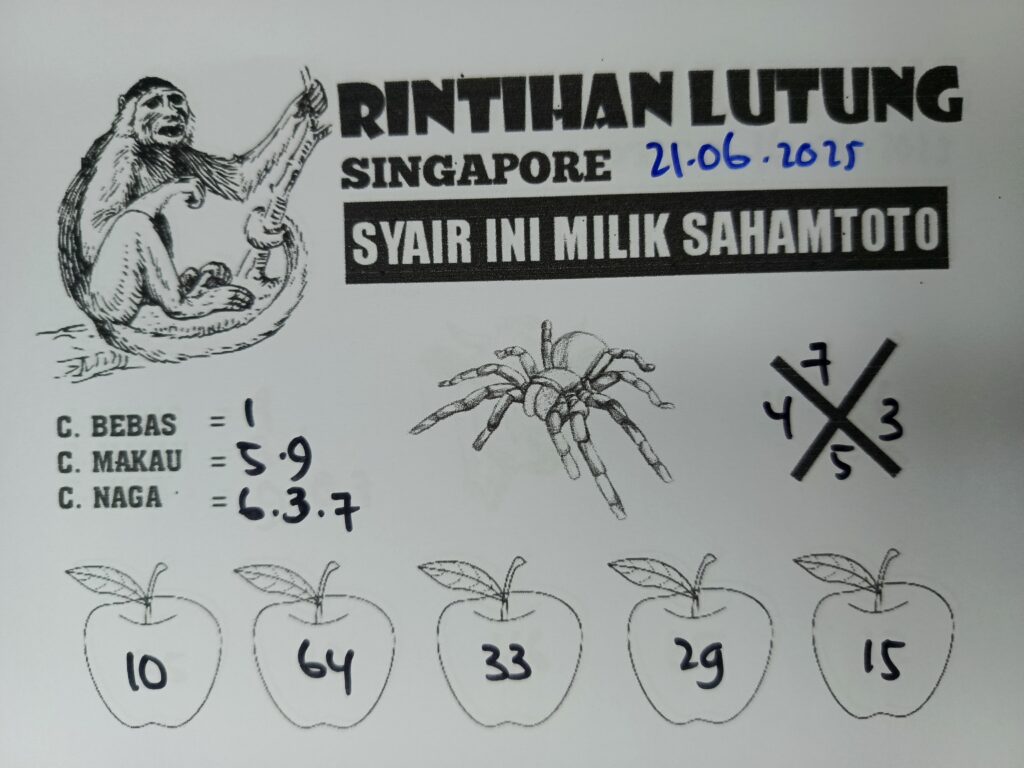 RINTIHAN LUTUNG
SINGAPORE 21.06.2025
SYAIR INI MILIK SAHAMTOTO
7
4 3
5
C. BEBAS = 1
C. MAKAU = 5.9
C. NAGA = 6.3.7
10 64 33 29 15